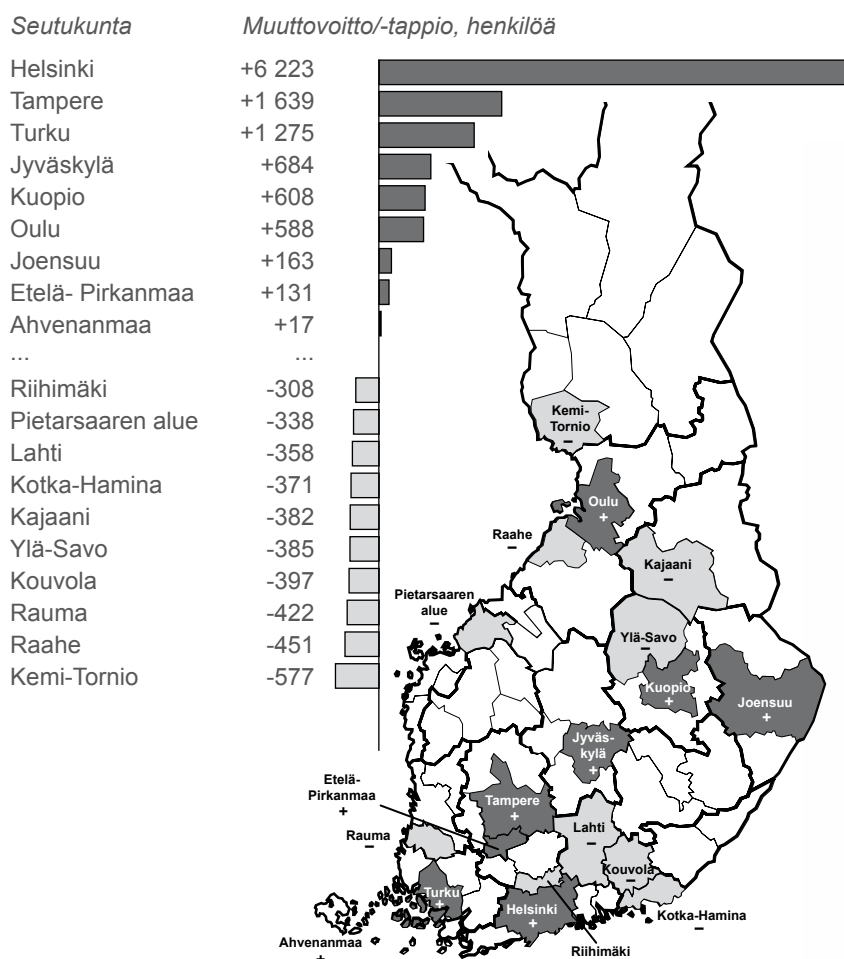 Seutukunta Muuttovoitto/-tappio, henkilöä
Helsinki +6 223
Tampere +1 639
Turku +1 275
Jyväskylä +684
Kuopio +608
Oulu +588
Joensuu +163
Etelä- Pirkanmaa +131
Ahvenanmaa +17
... ...
Riihimäki -308
Pietarsaaren alue -338
Lahti -358
Kotka-Hamina -371
Kajaani -382
Ylä-Savo -385
Kouvola -397
Rauma -422
Raahe -451
Kemi-Tornio -577
Kemi-
Tornio
–
Oulu
+
Raahe
–
Kajaani
–
Pietarsaaren
alue
–
Ylä-Savo
–
Kuopio
+
Joensuu
+
Jyväs-
kylä
+
Etelä-
Pirkanmaa
+
Tampere
+
Rauma
–
Lahti
–
Kouvola
–
Turku
+
Helsinki
+
Kotka-Hamina
–
Ahvenanmaa
+
Riihimäki